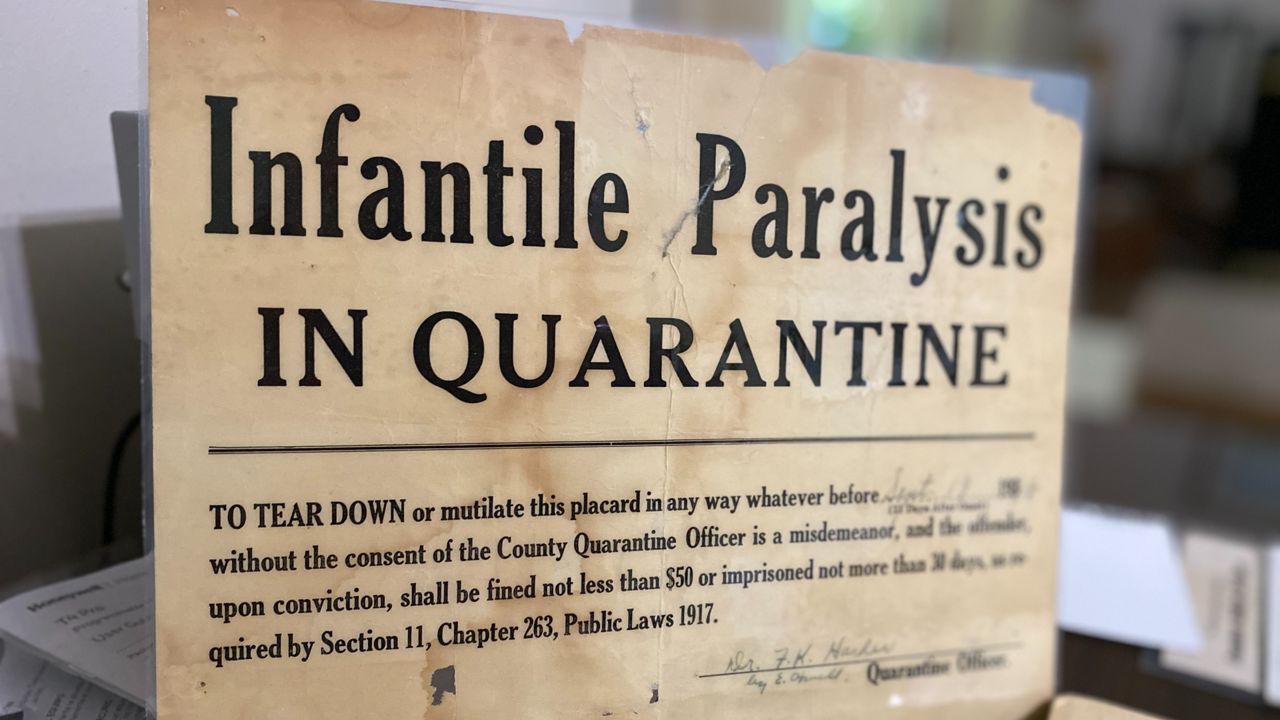 Infantile Paralysis
IN QUARANTINE
TO TEAR DOWN or mutilate this placard in any way whatever before
without the consent of the County Quarantine Officer is a misdemeanor, and the offender,
upon conviction, shall be fined not less than $50 or imprisoned not more than 30 days, as re-
quired by Section 11, Chapter 263, Public Laws 1917.
Dr. F.K.
Quarantine Officer.
Honeywell